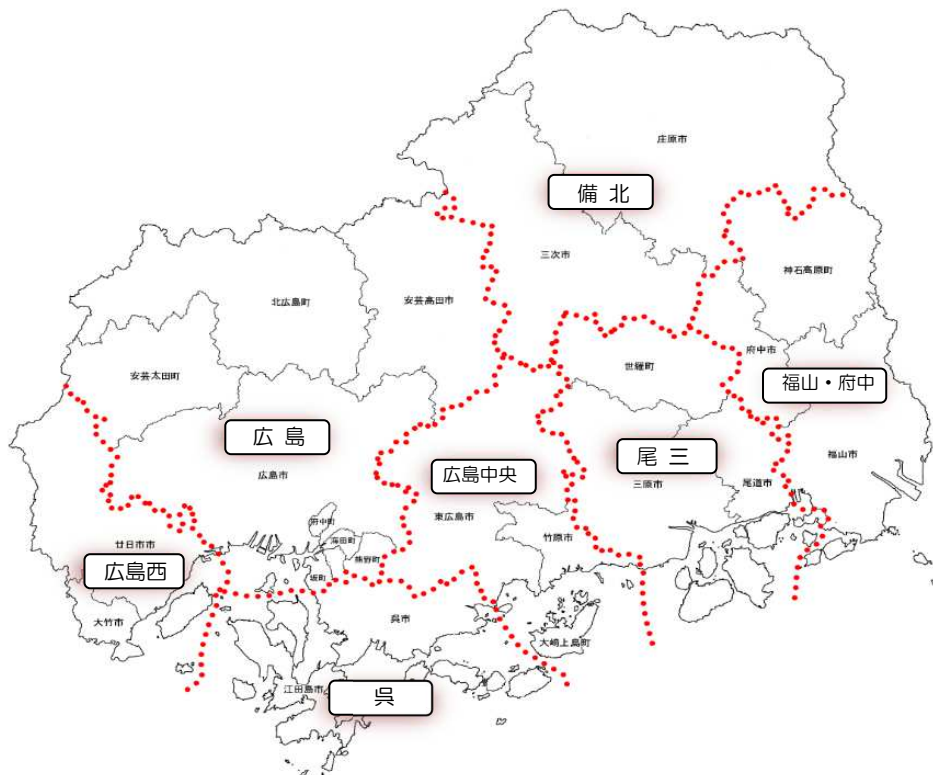 庄原市
備 北
三次市
神石高原町
北広島町
安芸高田市
府中市
世羅町
安芸太田町
福山・府中
広 島
尾 三
福山市
広島中央
広島市
三原市
尾道市
東広島市
府中町
海田町
竹原市
廿日市市
熊野町
広島西
坂町
大竹市
呉市
大崎上島町
江田島市
呉